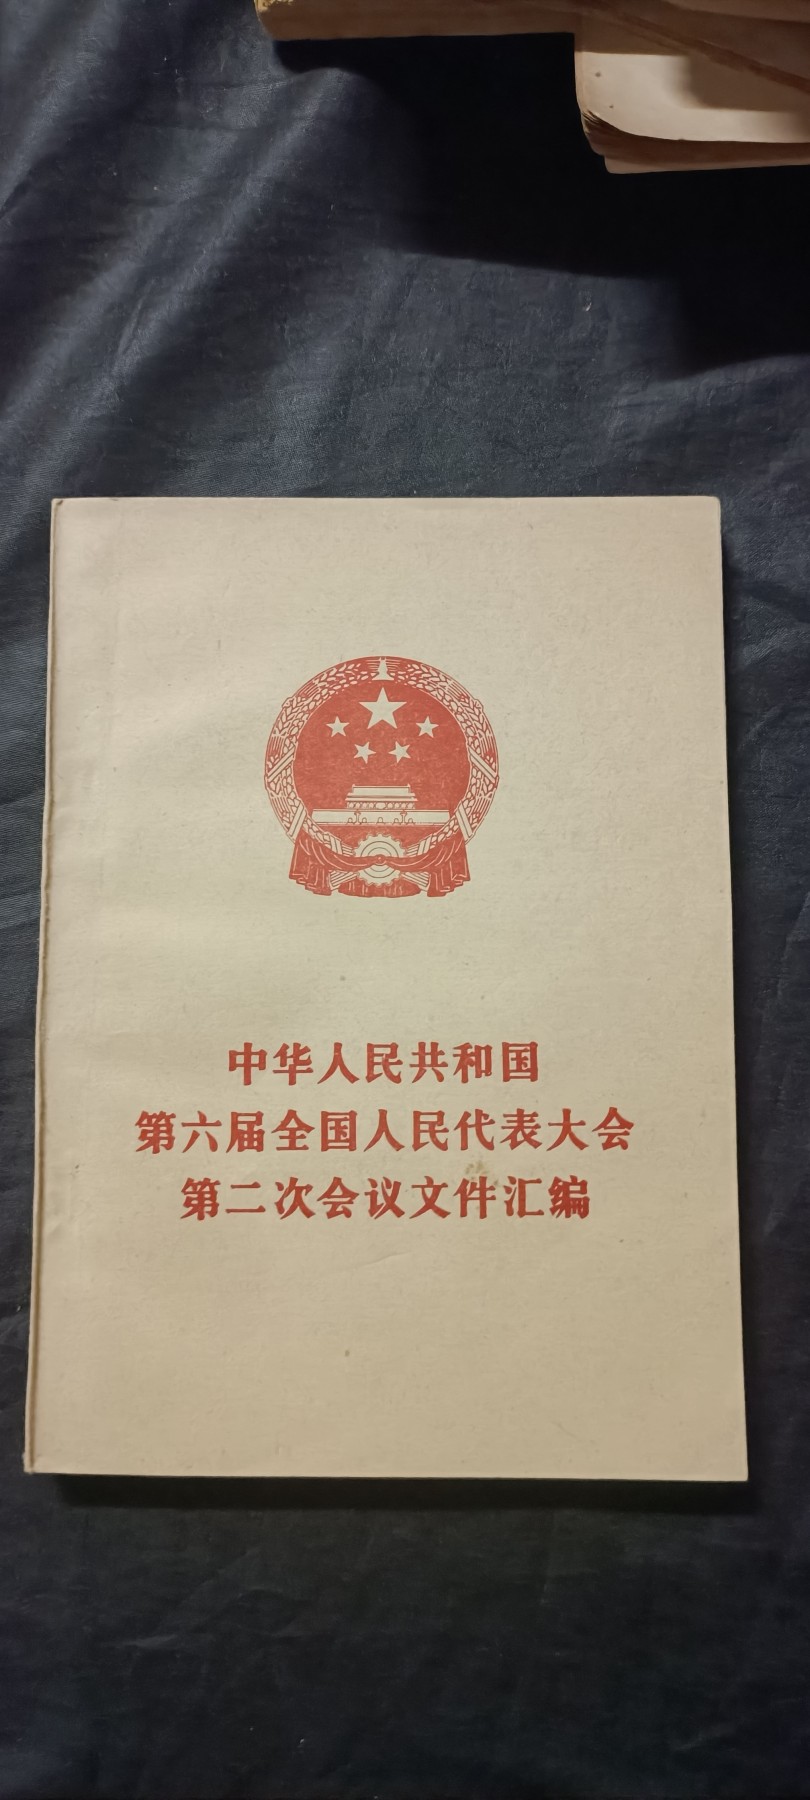 中华人民共和国
第六届全国人民代表大会
第二次会议文件汇编